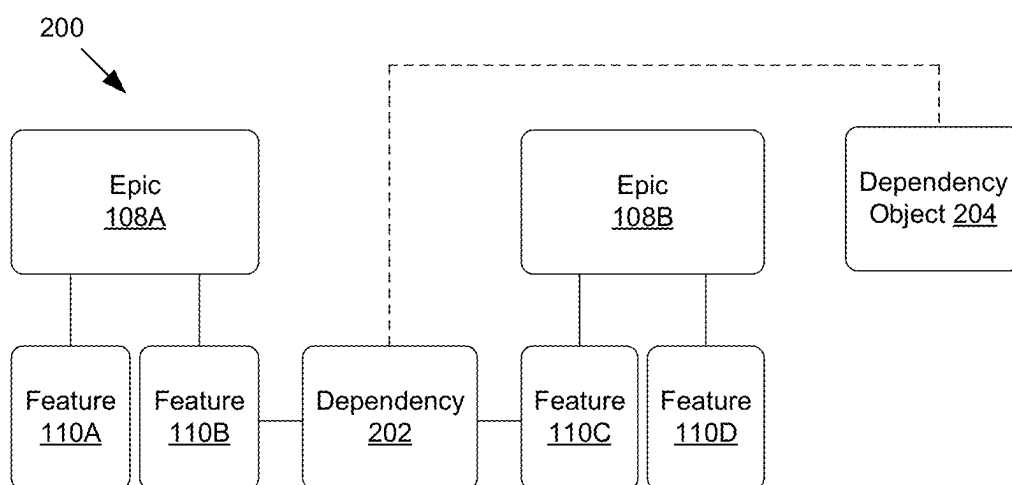 200
Epic
108A
Epic
108B
Dependency
Object 204
Feature
110A
Feature
110B
Dependency
202
Feature
110C
Feature
110D